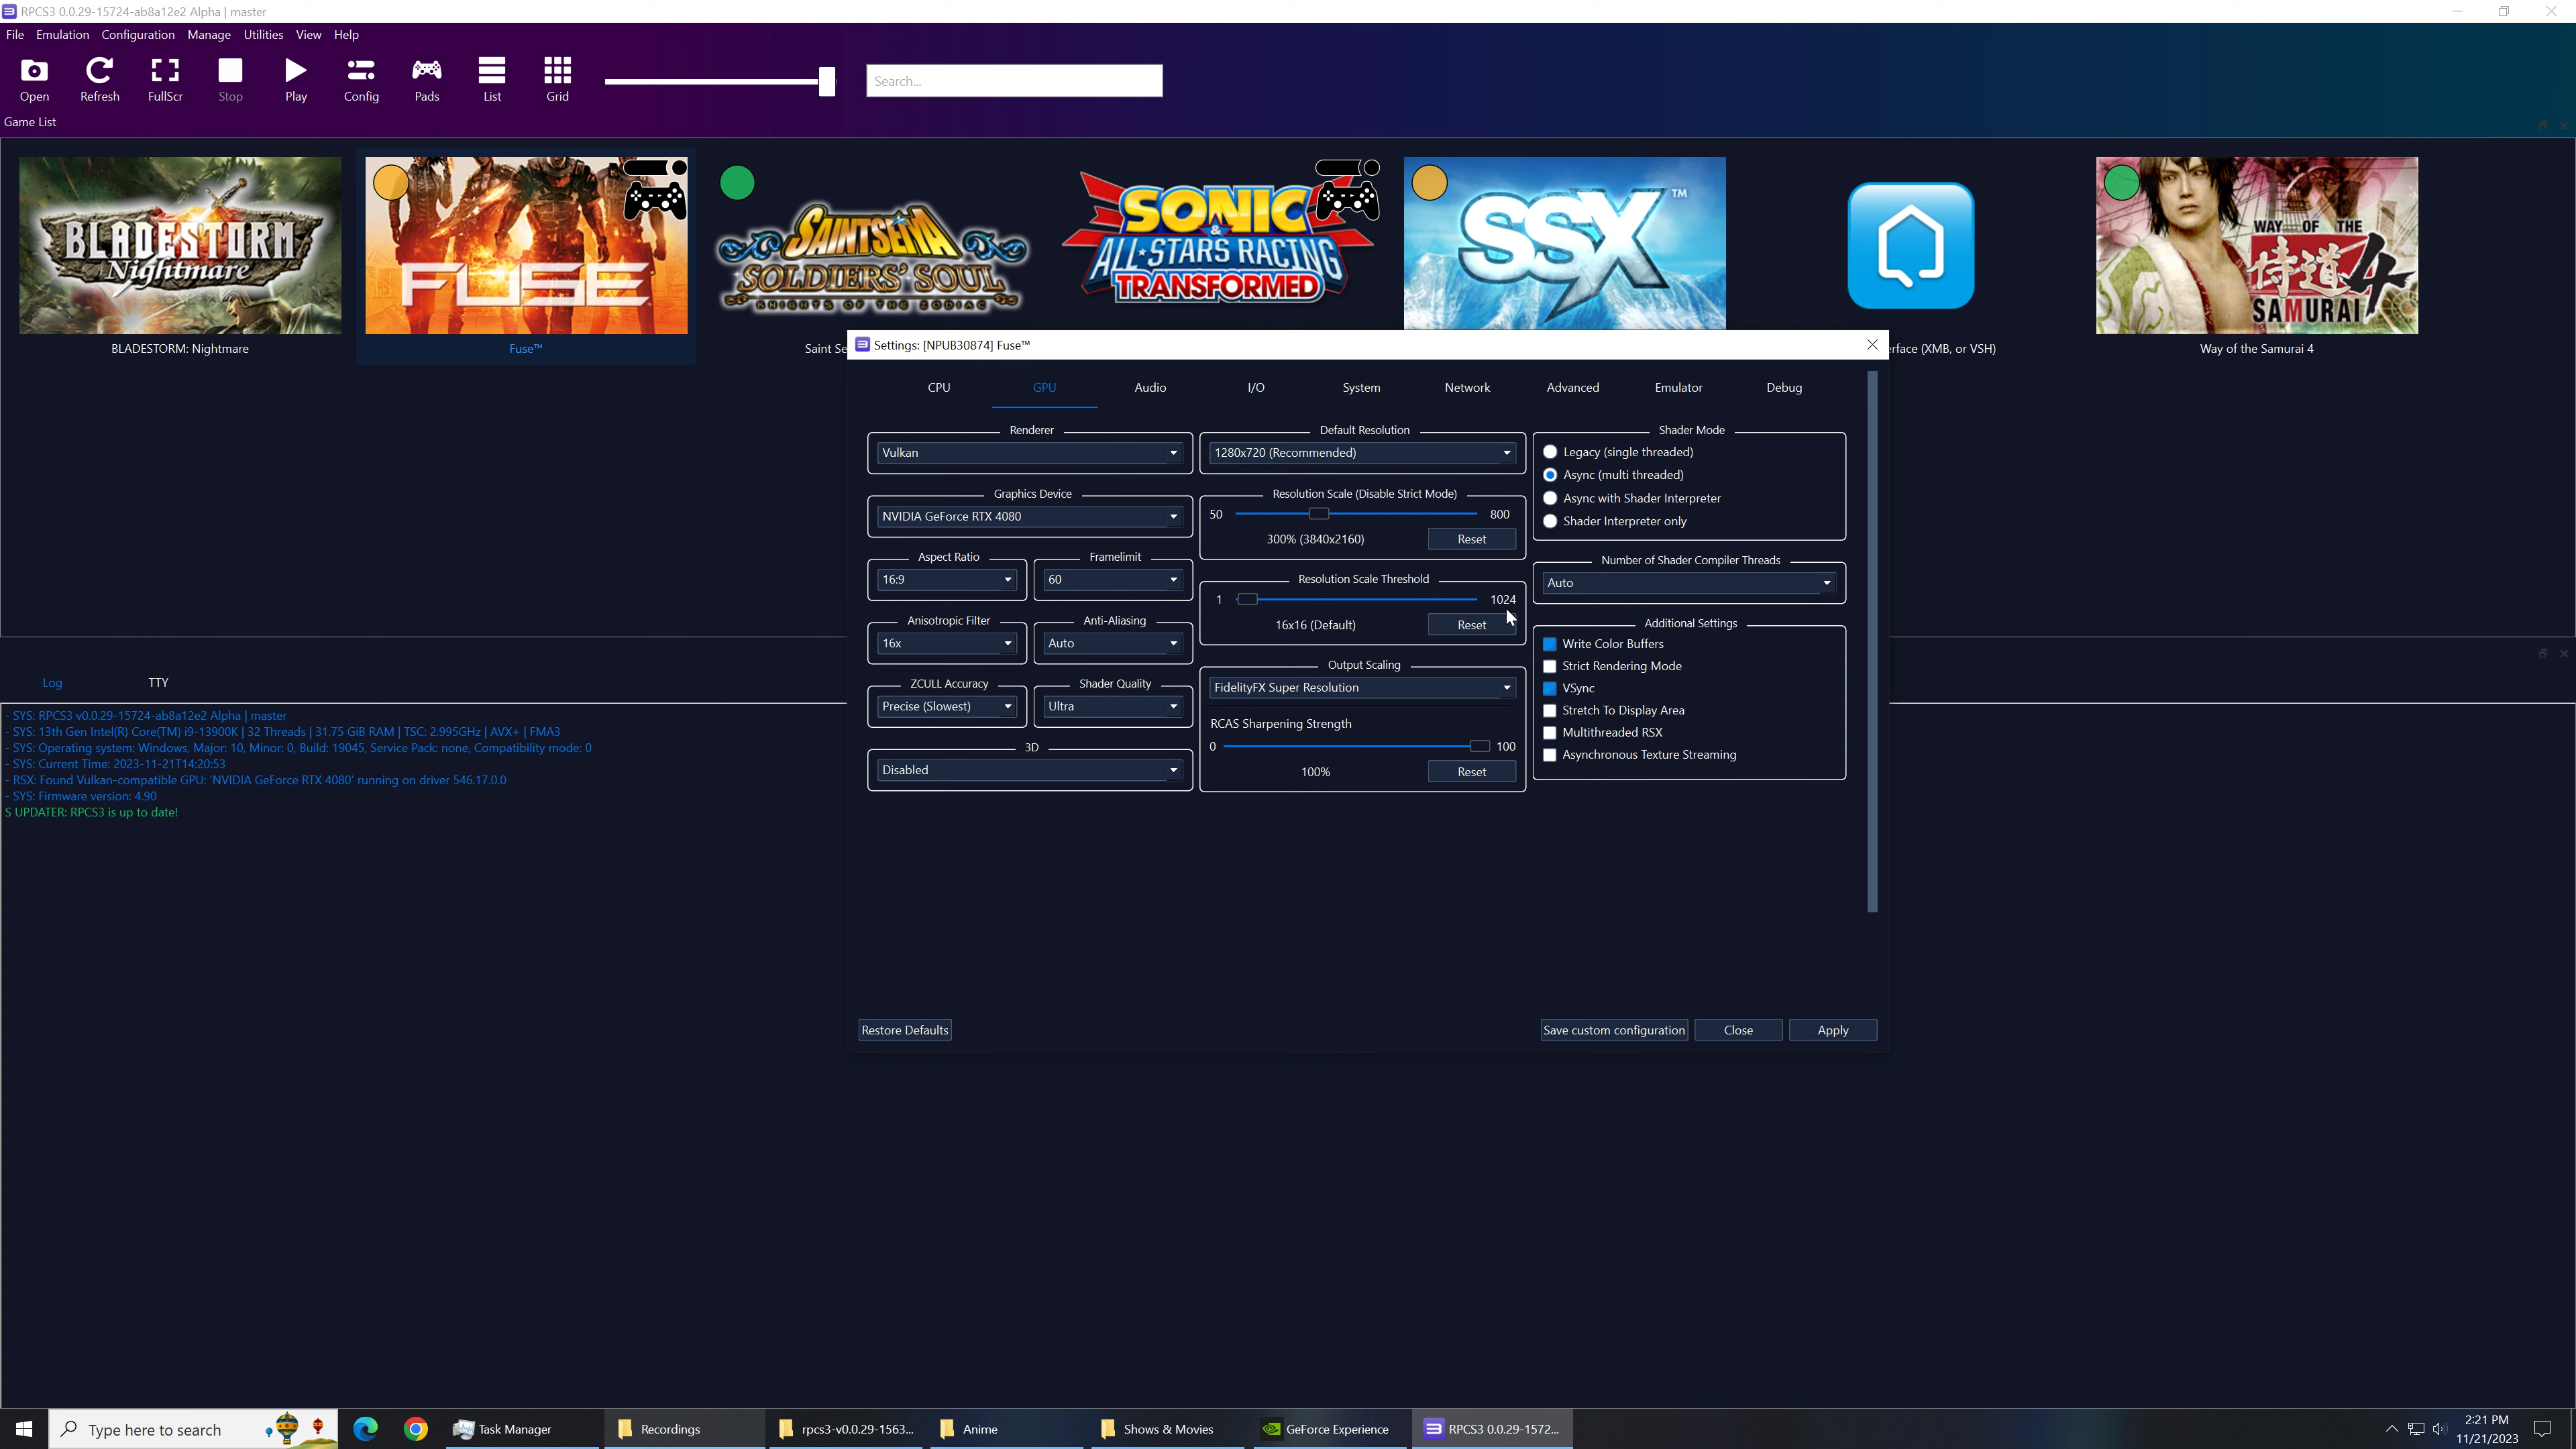 RPCS3 0.0.29-15724-ab8a12e2 Alpha | master
File Emulation Configuration Manage Utilities View Help
Open Refresh FullScr Stop Play Config Pads List Grid
Search...
Game List
BLADESTORM
Nightmare
FUSE
SAINT SEIYA
SOLDIERS' SOUL
KNIGHTS OF THE ZODIAC
SONIC
&
ALL-STARS RACING
TRANSFORMED
SSX™
WAY OF THE
侍道4
SAMURAI
BLADESTORM: Nightmare
Fuse™
Saint Se
erface (XMB, or VSH)
Way of the Samurai 4
Settings: [NPUB30874] Fuse™
CPU GPU Audio I/O System Network Advanced Emulator Debug
Renderer
Vulkan
Graphics Device
NVIDIA GeForce RTX 4080
Aspect Ratio Framelimit
16:9 60
Anisotropic Filter Anti-Aliasing
16x Auto
ZCULL Accuracy Shader Quality
Precise (Slowest) Ultra
3D
Disabled
Default Resolution
1280x720 (Recommended)
Resolution Scale (Disable Strict Mode)
50 800
300% (3840x2160) Reset
Resolution Scale Threshold
1 1024
16x16 (Default) Reset
Output Scaling
FidelityFX Super Resolution
RCAS Sharpening Strength
0 100
100% Reset
Shader Mode
Legacy (single threaded)
Async (multi threaded)
Async with Shader Interpreter
Shader Interpreter only
Number of Shader Compiler Threads
Auto
Additional Settings
Write Color Buffers
Strict Rendering Mode
VSync
Stretch To Display Area
Multithreaded RSX
Asynchronous Texture Streaming
Restore Defaults Save custom configuration Close Apply
Log TTY
- SYS: RPCS3 v0.0.29-15724-ab8a12e2 Alpha | master
- SYS: 13th Gen Intel(R) Core(TM) i9-13900K | 32 Threads | 31.75 GiB RAM | TSC: 2.995GHz | AVX+ | FMA3
- SYS: Operating system: Windows, Major: 10, Minor: 0, Build: 19045, Service Pack: none, Compatibility mode: 0
- SYS: Current Time: 2023-11-21T14:20:53
- RSX: Found Vulkan-compatible GPU: 'NVIDIA GeForce RTX 4080' running on driver 546.17.0.0
- SYS: Firmware version: 4.90
S UPDATER: RPCS3 is up to date!
Type here to search
Task Manager Recordings rpcs3-v0.0.29-1563... Anime Shows & Movies GeForce Experience RPCS3 0.0.29-1572...
2:21 PM
11/21/2023